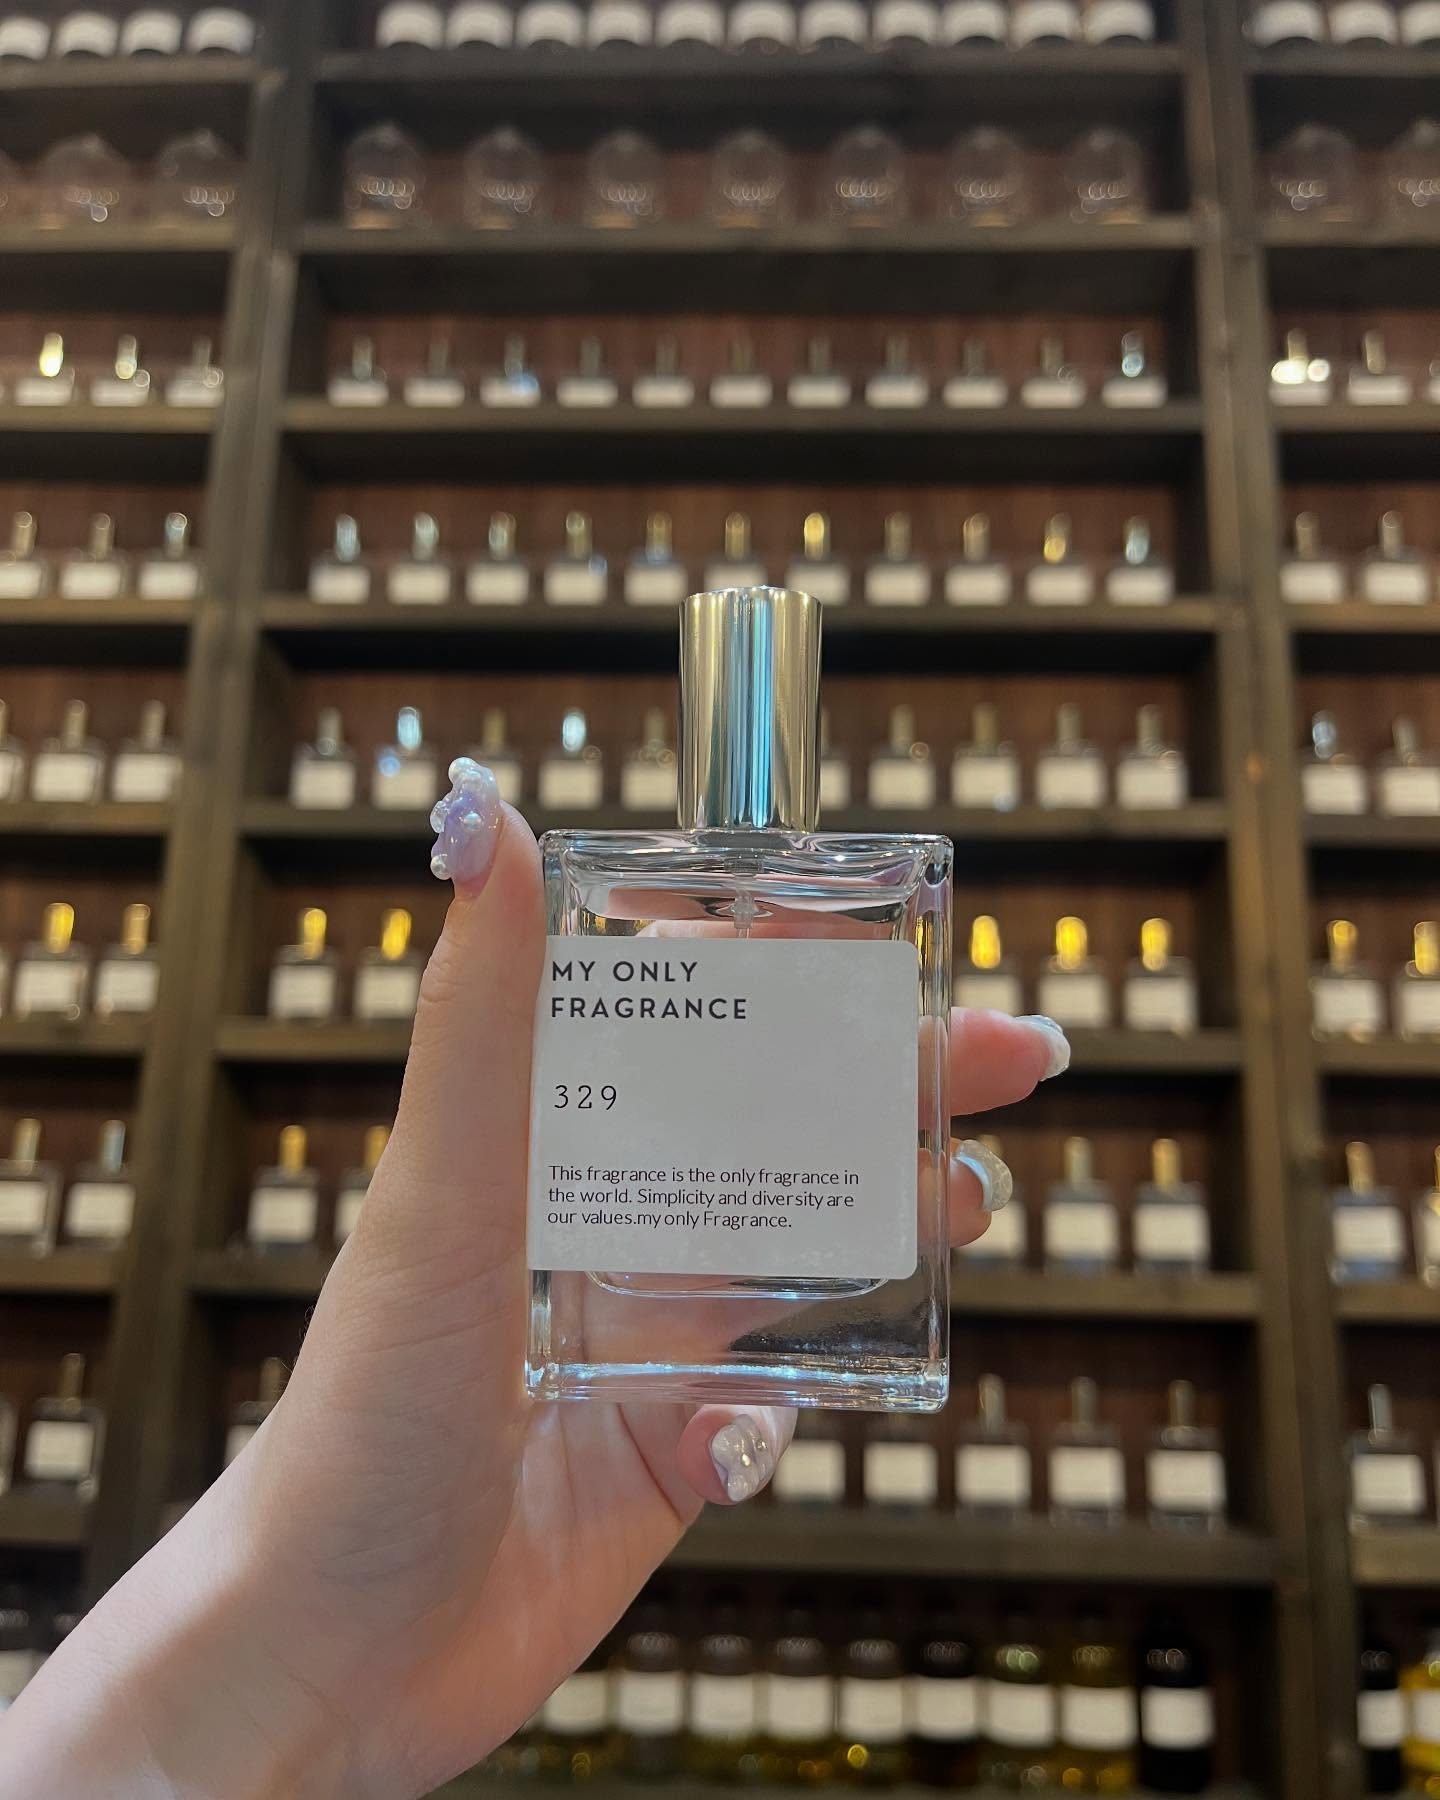 MY ONLY
FRAGRANCE
329
This fragrance is the only fragrance in
the world. Simplicity and diversity are
our values.my only Fragrance.